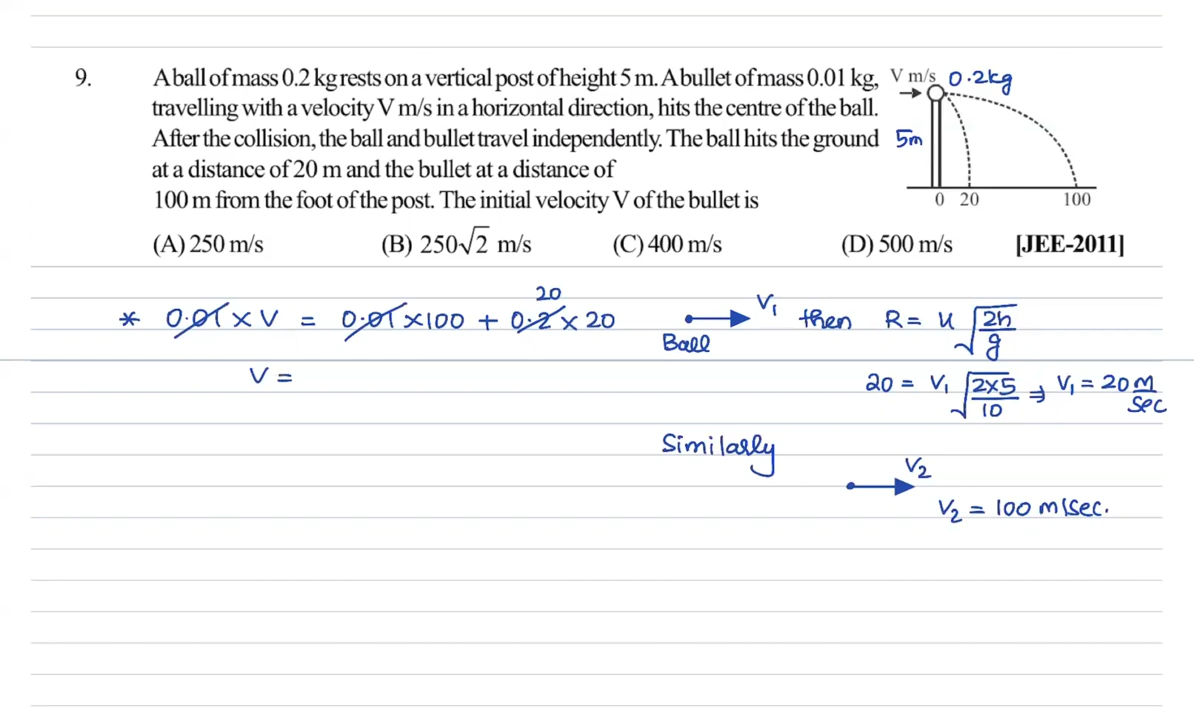 9. A ball of mass 0.2 kg rests on a vertical post of height 5 m. A bullet of mass 0.01 kg,
travelling with a velocity V m/s in a horizontal direction, hits the centre of the ball.
After the collision, the ball and bullet travel independently. The ball hits the ground
at a distance of 20 m and the bullet at a distance of
100 m from the foot of the post. The initial velocity V of the bullet is
V m/s 0.2kg
5m
0 20 100
(A) 250 m/s (B) 250√2 m/s (C) 400 m/s (D) 500 m/s [JEE-2011]
20
* 0.01 × V = 0.01 × 100 + 0.2 × 20
V =
V₁
Ball
then R = u √(2h/g)
20 = V₁ √(2×5/10) ⇒ V₁ = 20 m/sec
Similarly
V₂
V₂ = 100 m/sec.